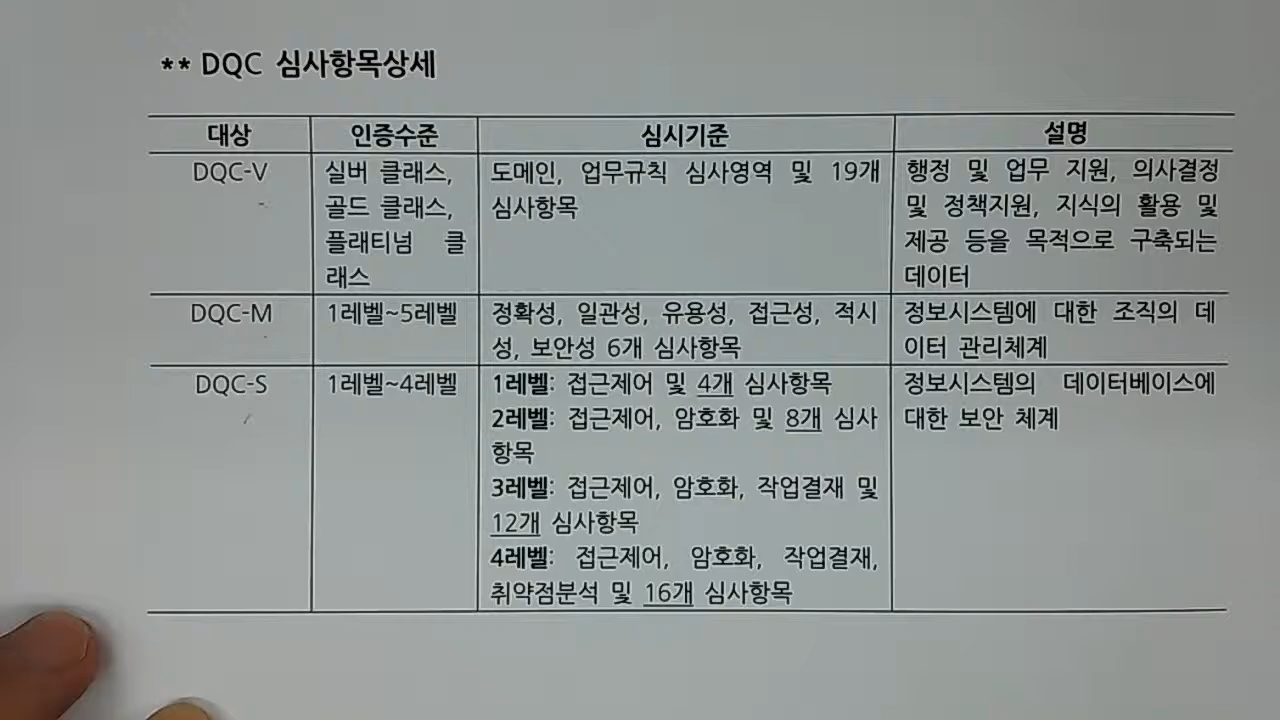 ** DQC 심사항목상세
대상 인증수준 심시기준 설명
DQC-V
실버 클래스,
골드 클래스,
플래티넘 클
래스
도메인, 업무규칙 심사영역 및 19개
심사항목
행정 및 업무 지원, 의사결정
및 정책지원, 지식의 활용 및
제공 등을 목적으로 구축되는
데이터
DQC-M
1레벨~5레벨
정확성, 일관성, 유용성, 접근성, 적시
성, 보안성 6개 심사항목
정보시스템에 대한 조직의 데
이터 관리체계
DQC-S
1레벨~4레벨
1레벨: 접근제어 및 4개 심사항목
2레벨: 접근제어, 암호화 및 8개 심사
항목
3레벨: 접근제어, 암호화, 작업결재 및
12개 심사항목
4레벨: 접근제어, 암호화, 작업결재,
취약점분석 및 16개 심사항목
정보시스템의 데이터베이스에
대한 보안 체계